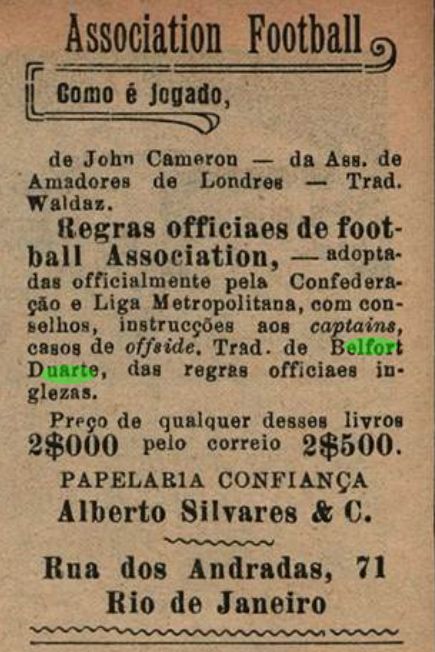 Association Football
Como é jogado,
de John Cameron — da Ass. de
Amadores de Londres — Trad.
Waldaz.
Regras officiaes de foot-
ball Association, — adopta-
das officialmente pela Confedera-
ção e Liga Metropolitana, com con-
selhos, instrucções aos captains,
casos de offside. Trad. de Belfort
Duarte, das regras officiaes in-
glezas.
Preço de qualquer desses livros
2$000 pelo correio 2$500.
PAPELARIA CONFIANÇA
Alberto Silvares & C.
Rua dos Andradas, 71
Rio de Janeiro